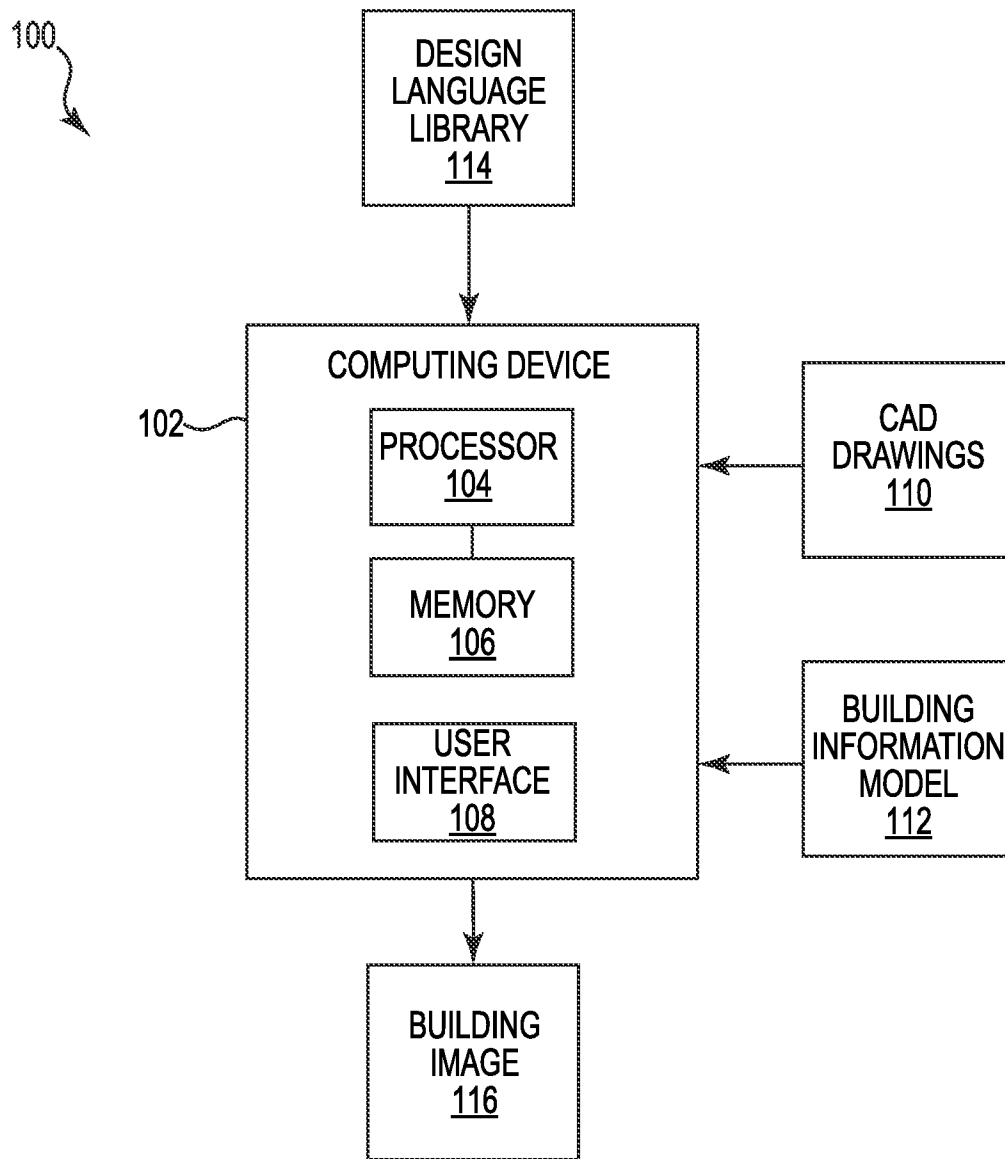 100
DESIGN
LANGUAGE
LIBRARY
114
COMPUTING DEVICE
102
PROCESSOR
104
MEMORY
106
USER
INTERFACE
108
CAD
DRAWINGS
110
BUILDING
INFORMATION
MODEL
112
BUILDING
IMAGE
116